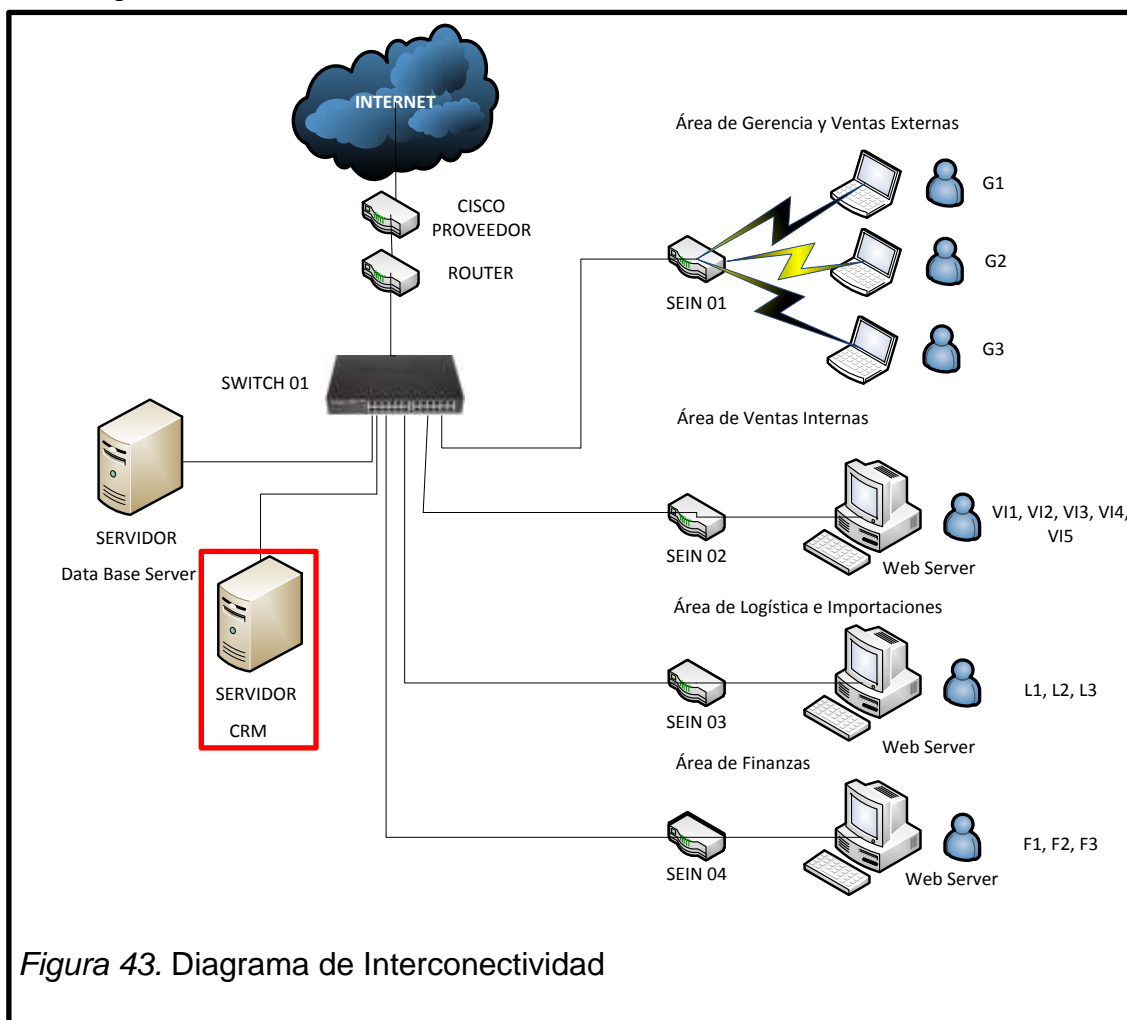 INTERNET
CISCO
PROVEEDOR
ROUTER
SWITCH 01
SERVIDOR
Data Base Server
SERVIDOR
CRM
Área de Gerencia y Ventas Externas
G1
G2
SEIN 01
G3
Área de Ventas Internas
VI1, VI2, VI3, VI4,
VI5
SEIN 02
Web Server
Área de Logística e Importaciones
L1, L2, L3
SEIN 03
Web Server
Área de Finanzas
F1, F2, F3
SEIN 04
Web Server
Figura 43. Diagrama de Interconectividad